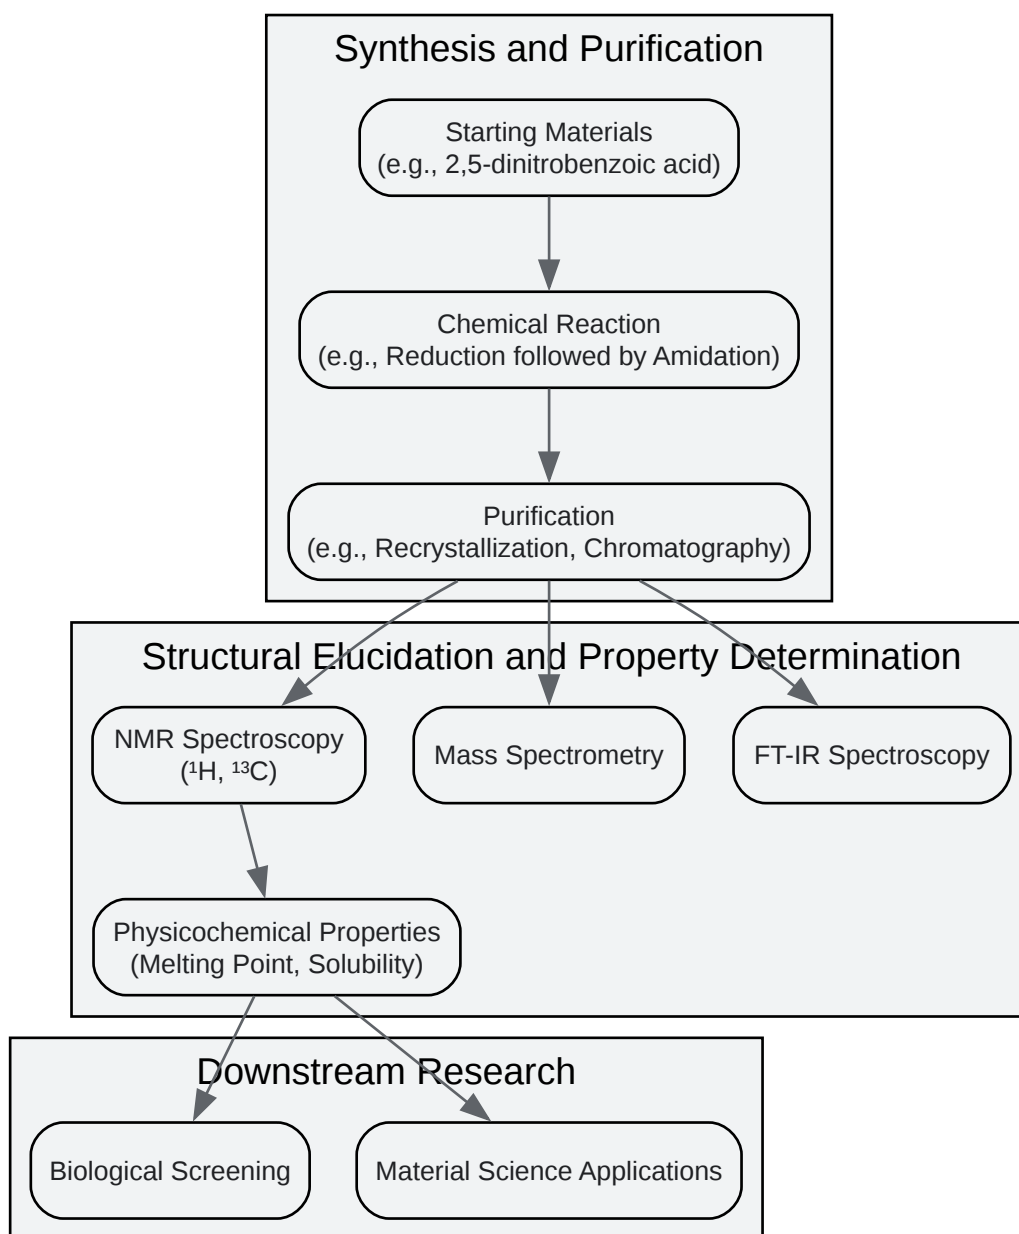 Synthesis and Purification
Starting Materials
(e.g., 2,5-dinitrobenzoic acid)
Chemical Reaction
(e.g., Reduction followed by Amidation)
Purification
(e.g., Recrystallization, Chromatography)
Structural Elucidation and Property Determination
NMR Spectroscopy
(¹H, ¹³C)
Mass Spectrometry
FT-IR Spectroscopy
Physicochemical Properties
(Melting Point, Solubility)
Downstream Research
Biological Screening
Material Science Applications